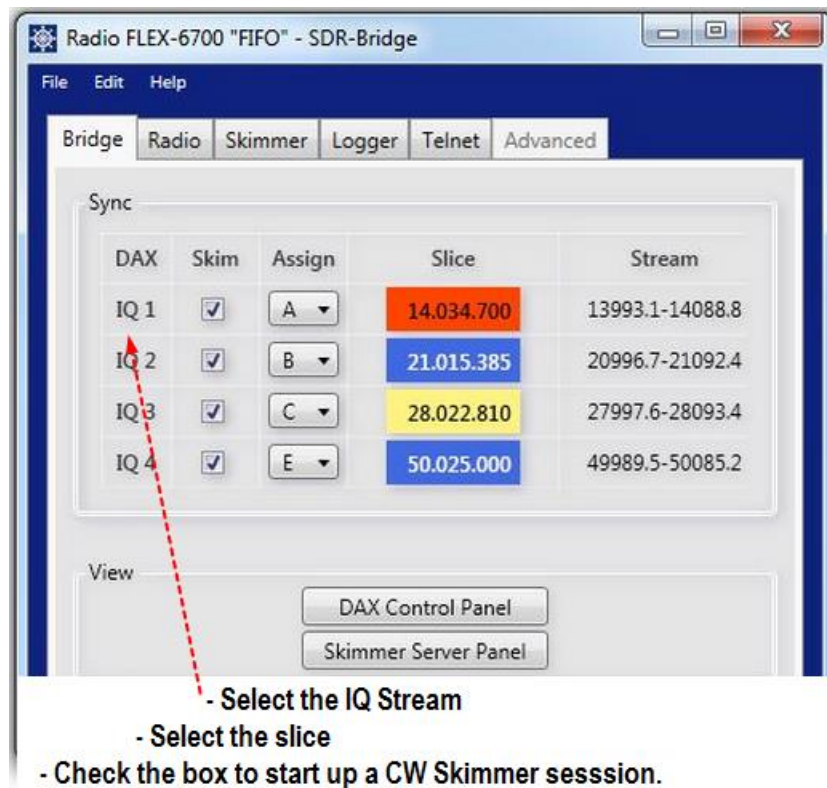 Radio FLEX-6700 "FIFO" - SDR-Bridge
File Edit Help
Bridge Radio Skimmer Logger Telnet Advanced
Sync
DAX Skim Assign Slice Stream
IQ 1 A 14.034.700 13993.1-14088.8
IQ 2 B 21.015.385 20996.7-21092.4
IQ 3 C 28.022.810 27997.6-28093.4
IQ 4 E 50.025.000 49989.5-50085.2
View
DAX Control Panel
Skimmer Server Panel
- Select the IQ Stream
- Select the slice
- Check the box to start up a CW Skimmer sesssion.